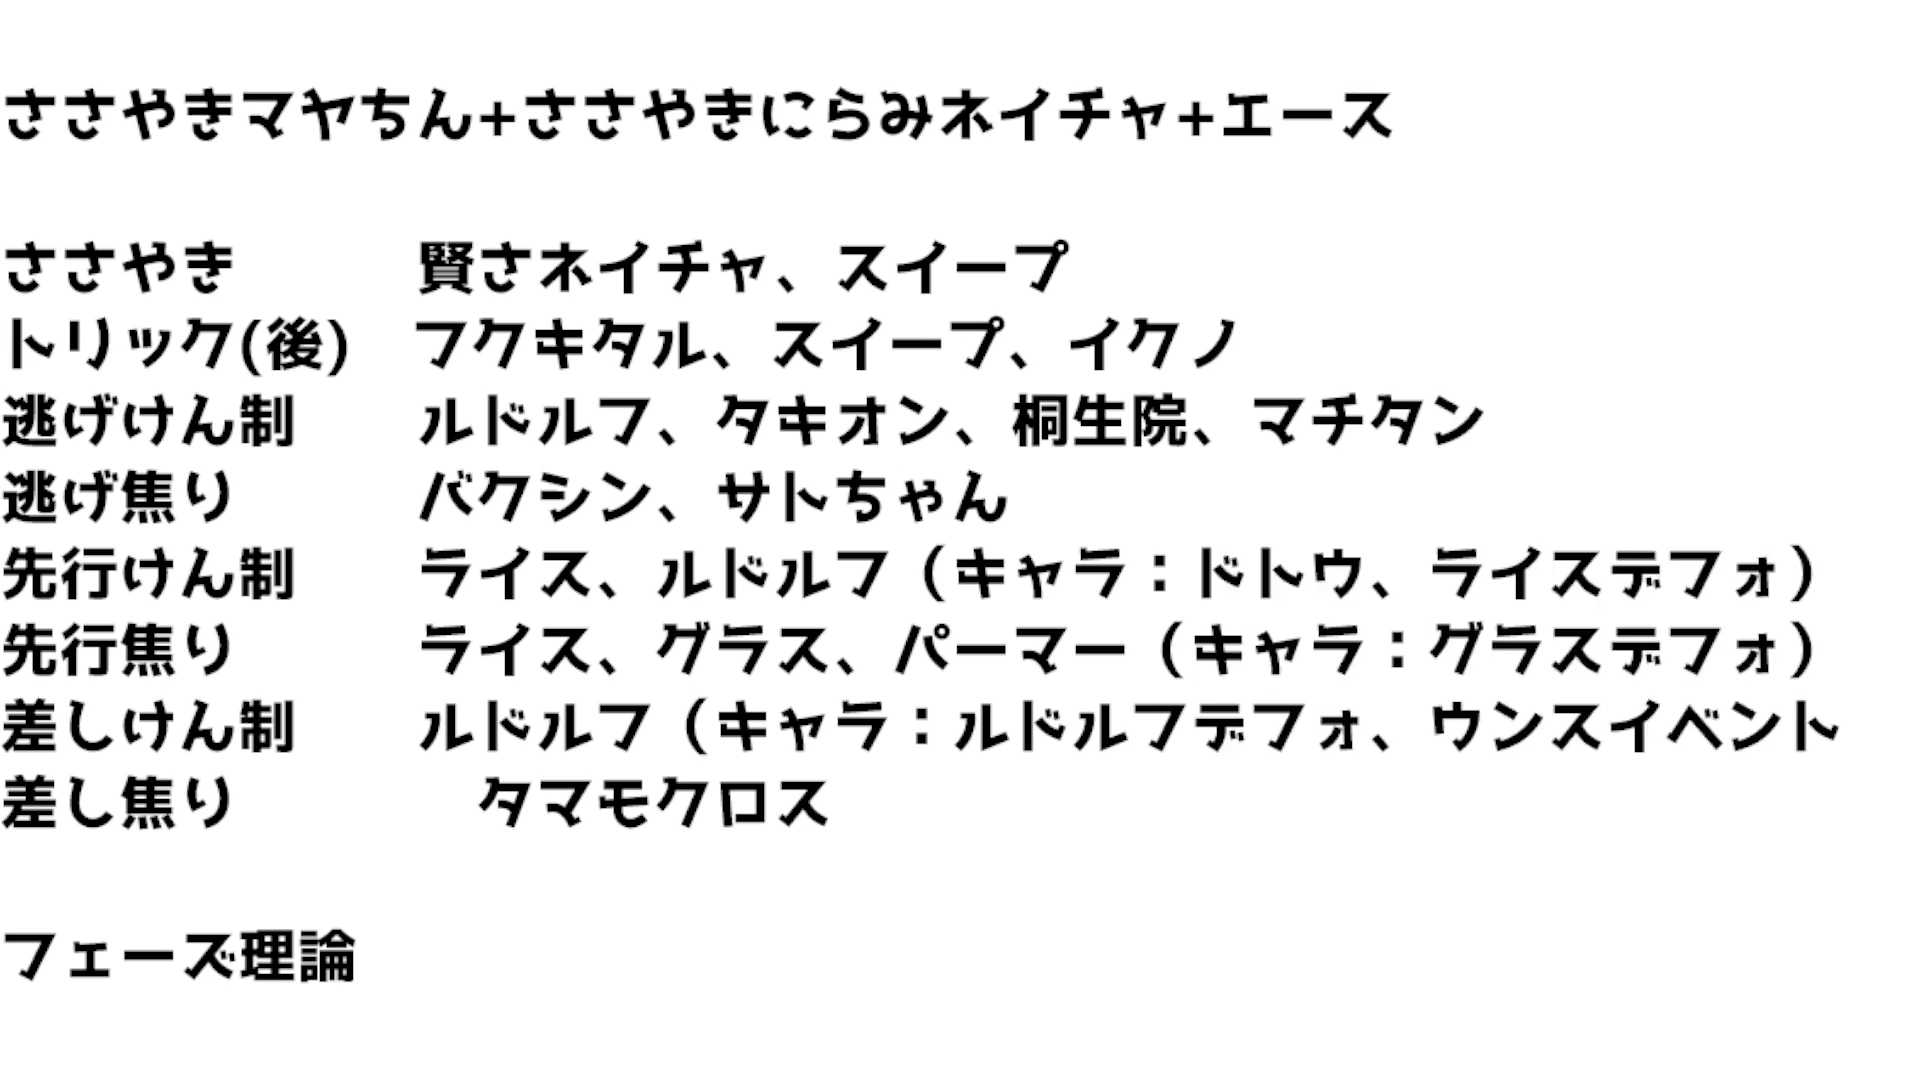 ささやきマヤちん+ささやきにらみネイチャ+エース
ささやき　　　賢さネイチャ、スイープ
トリック(後)　フクキタル、スイープ、イクノ
逃げけん制　　ルドルフ、タキオン、桐生院、マチタン
逃げ焦り　　　バクシン、サトちゃん
先行けん制　　ライス、ルドルフ（キャラ：ドトウ、ライスデフォ）
先行焦り　　　ライス、グラス、パーマー（キャラ：グラスデフォ）
差しけん制　　ルドルフ（キャラ：ルドルフデフォ、ウンスイベント
差し焦り　　　　タマモクロス
フェーズ理論